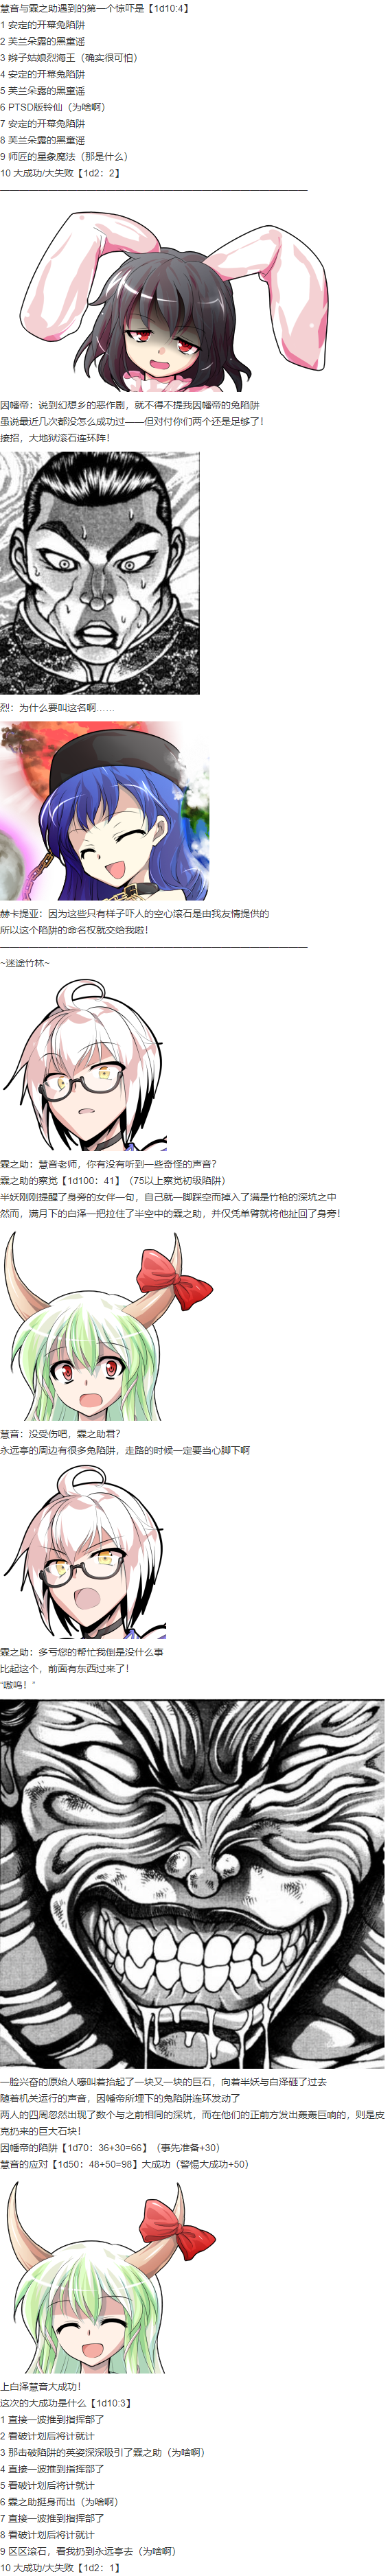 慧音与霖之助遇到的第一个惊吓是【1d10:4】
1 安定的开幕兔陷阱
2 芙兰朵露的黑童谣
3 辫子姑娘烈海王（确实很可怕）
4 安定的开幕兔陷阱
5 芙兰朵露的黑童谣
6 PTSD版铃仙（为啥啊）
7 安定的开幕兔陷阱
8 芙兰朵露的黑童谣
9 师匠的星象魔法（那是什么）
10 大成功/大失败【1d2：2】
因幡帝：说到幻想乡的恶作剧，就不得不提我因幡帝的兔陷阱
虽说最近几次都没怎么成功过——但对付你们两个还是足够了！
接招，大地狱滚石连环阵！
烈：为什么要叫这名啊……
赫卡提亚：因为这些只有样子吓人的空心滚石是由我友情提供的
所以这个陷阱的命名权就交给我啦！
~迷途竹林~
霖之助：慧音老师，你有没有听到一些奇怪的声音？
霖之助的察觉【1d100：41】（75以上察觉初级陷阱）
半妖刚刚提醒了身旁的女伴一句，自己就一脚踩空而掉入了满是竹枪的深坑之中
然而，满月下的白泽一把拉住了半空中的霖之助，并仅凭单臂就将他扯回了身旁！
慧音：没受伤吧，霖之助君？
永远亭的周边有很多兔陷阱，走路的时候一定要当心脚下啊
霖之助：多亏您的帮忙我倒是没什么事
比起这个，前面有东西过来了！
“嗷呜！”
一脸兴奋的原始人嚎叫着抬起了一块又一块的巨石，向着半妖与白泽砸了过去
随着机关运行的声音，因幡帝所埋下的兔陷阱连环发动了
两人的四周忽然出现了数个与之前相同的深坑，而在他们的正前方发出轰轰巨响的，则是皮
克扔来的巨大石块！
因幡帝的陷阱【1d70：36+30=66】（事先准备+30）
慧音的应对【1d50：48+50=98】大成功（警惕大成功+50）
上白泽慧音大成功！
这次的大成功是什么【1d10:3】
1 直接一波推到指挥部了
2 看破计划后将计就计
3 那击破陷阱的英姿深深吸引了霖之助（为啥啊）
4 直接一波推到指挥部了
5 看破计划后将计就计
6 霖之助挺身而出（为啥啊）
7 直接一波推到指挥部了
8 看破计划后将计就计
9 区区滚石，看我扔到永远亭去（为啥啊）
10 大成功/大失败【1d2：1】